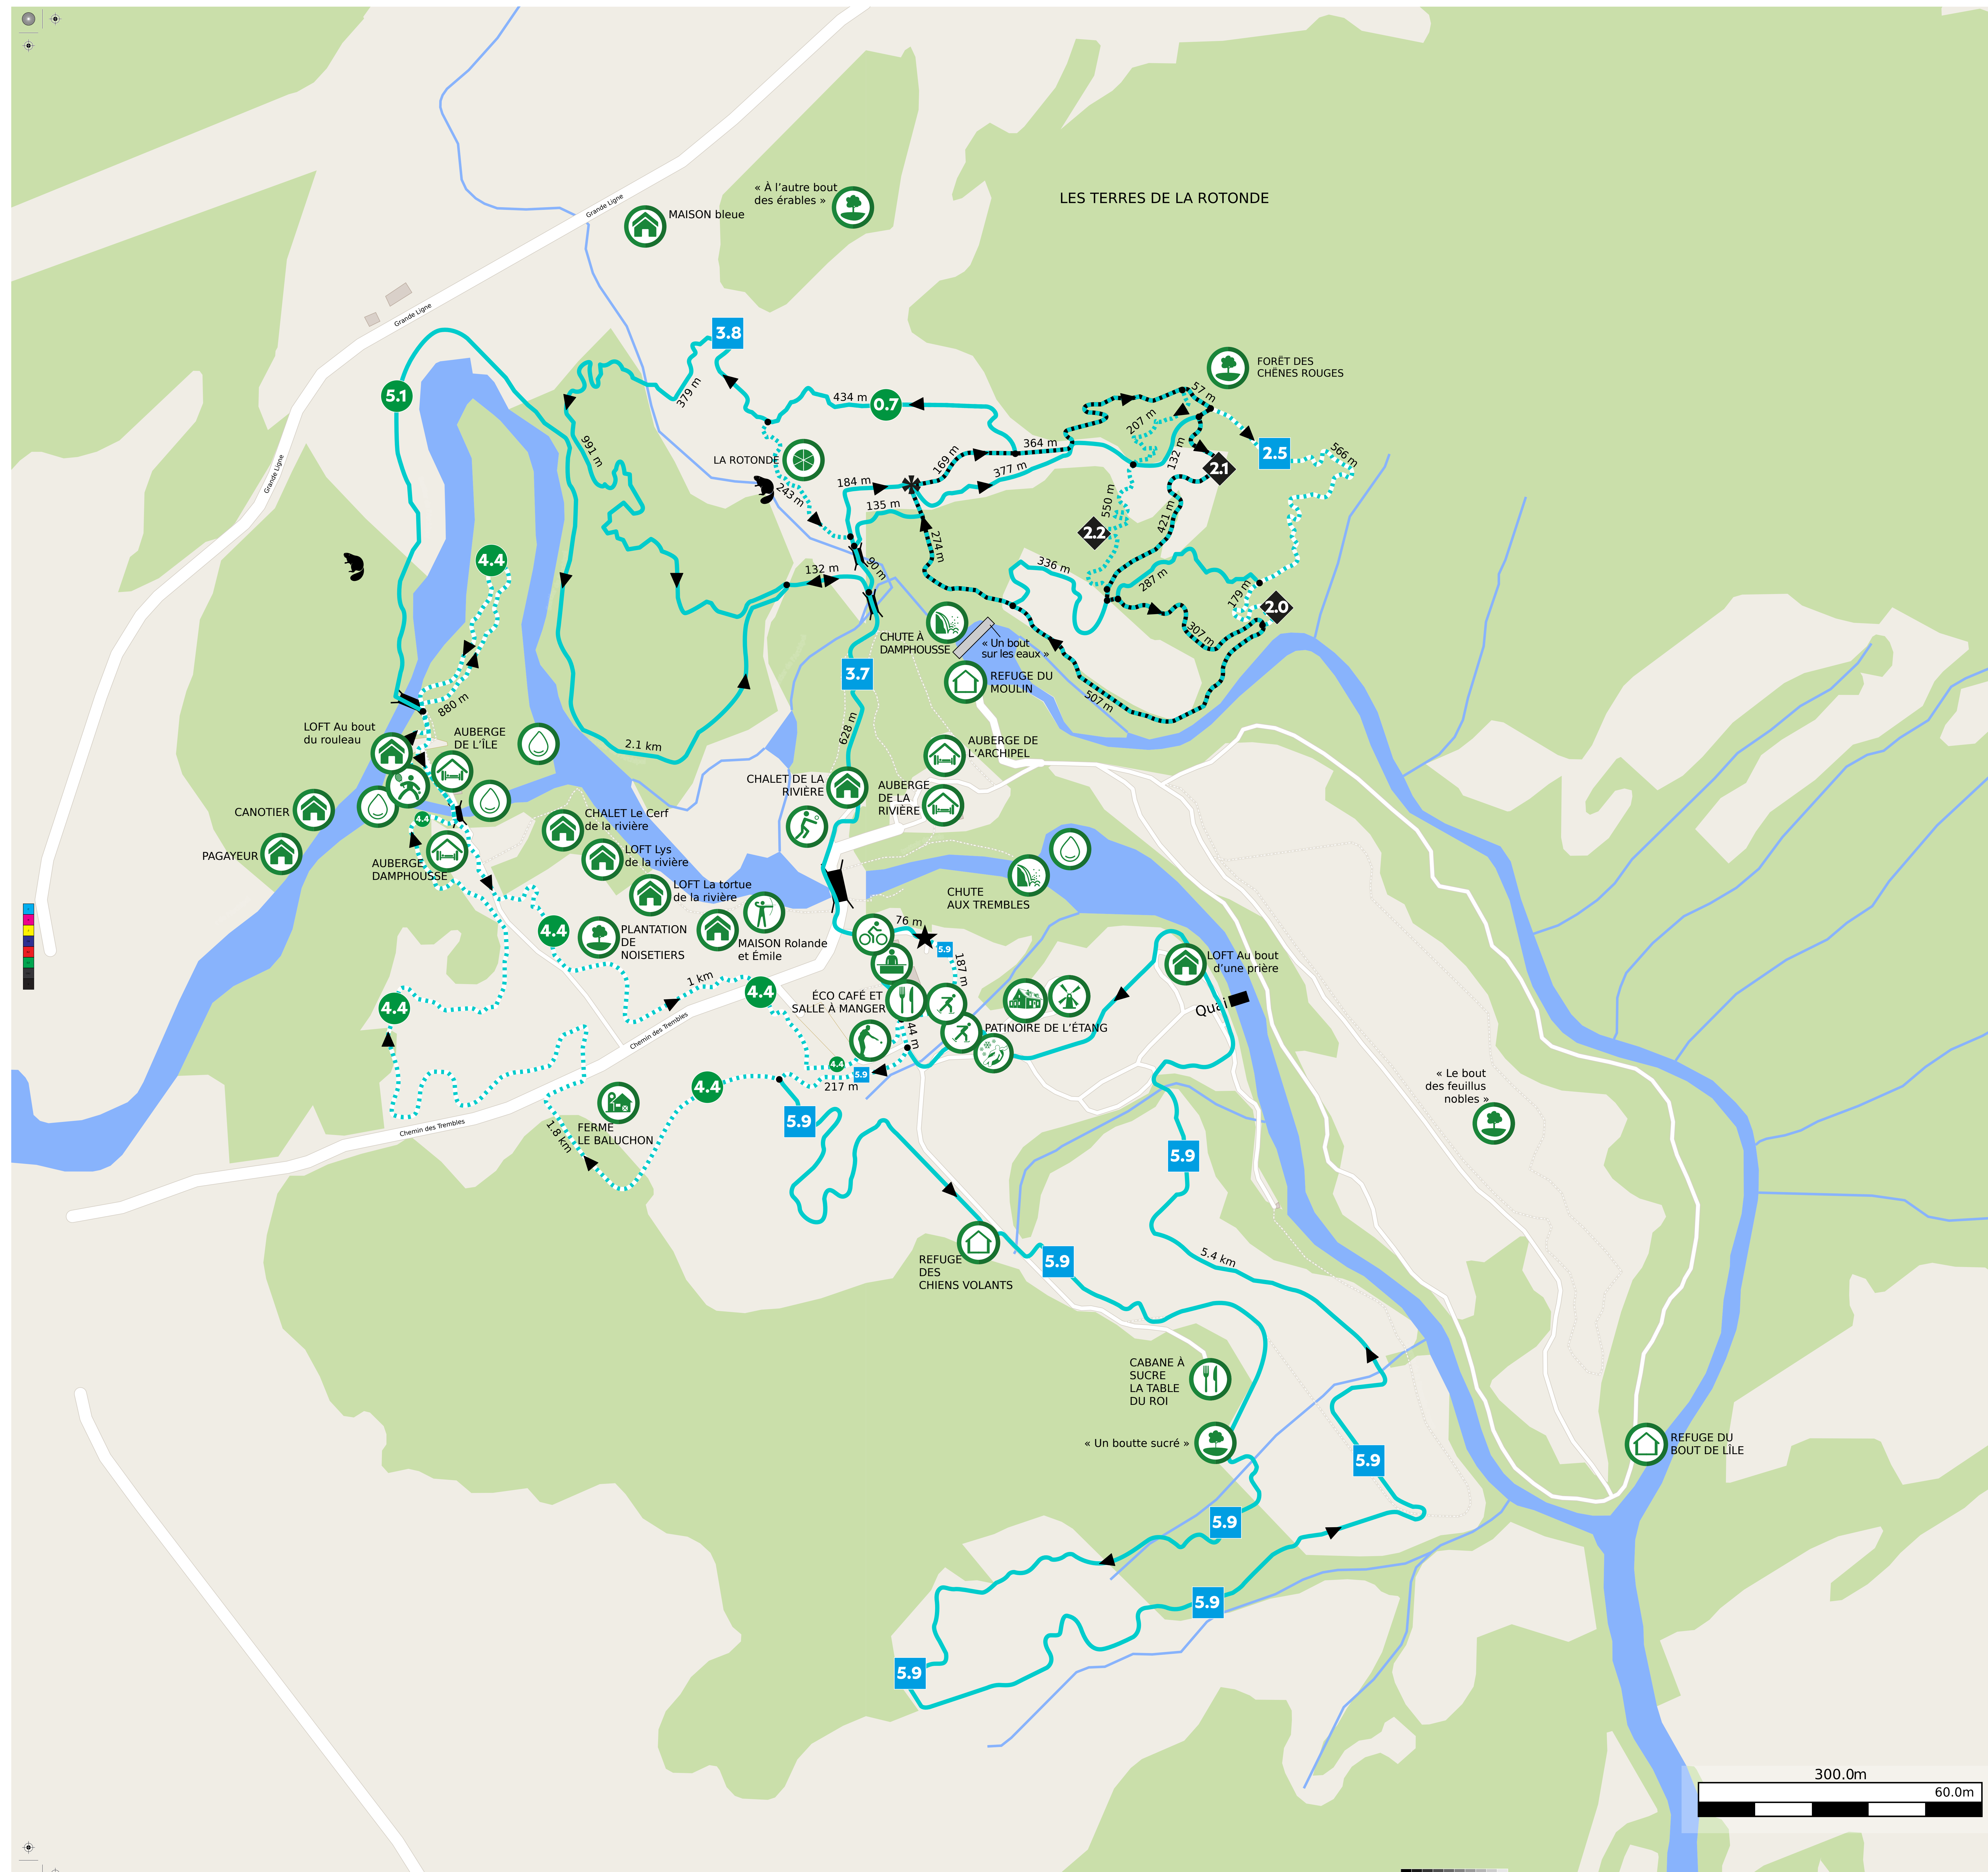 « À l’autre bout
des érables »
LES TERRES DE LA ROTONDE
Grande Ligne
MAISON bleue
Grande Ligne
3.8
FORÊT DES
CHÊNES ROUGES
5.1
379 m
434 m
0.7
57 m
207 m
Grande Ligne
991 m
LA ROTONDE
169 m
364 m
377 m
132 m
2.1
2.5
566 m
184 m
243 m
135 m
550 m
421 m
2.2
274 m
4.4
132 m
90 m
336 m
287 m
179 m
2.0
307 m
CHUTE À
DAMPHOUSSE
« Un bout
sur les eaux »
3.7
REFUGE DU
MOULIN
880 m
507 m
LOFT Au bout
du rouleau
AUBERGE
DE L’ÎLE
2.1 km
628 m
AUBERGE DE
L’ARCHIPEL
CHALET DE LA
RIVIÈRE
AUBERGE
DE LA
RIVIÈRE
CANOTIER
4.4
CHALET Le Cerf
de la rivière
PAGAYEUR
AUBERGE
DAMPHOUSSE
LOFT Lys
de la rivière
LOFT La tortue
de la rivière
CHUTE
AUX TREMBLES
4.4
PLANTATION
DE
NOISETIERS
MAISON Rolande
et Émile
76 m
5.9
187 m
LOFT Au bout
d’une prière
1 km
4.4
ÉCO CAFÉ ET
SALLE À MANGER
Quai
4.4
Chemin des Trembles
44 m
PATINOIRE DE L’ÉTANG
4.4
5.9
217 m
4.4
« Le bout
des feuillus
nobles »
FERME
LE BALUCHON
Chemin des Trembles
1.8 km
5.9
5.9
REFUGE
DES
CHIENS VOLANTS
5.9
5.4 km
CABANE À
SUCRE
LA TABLE
DU ROI
« Un boutte sucré »
REFUGE DU
BOUT DE LÎLE
5.9
5.9
5.9
5.9
300.0m
60.0m